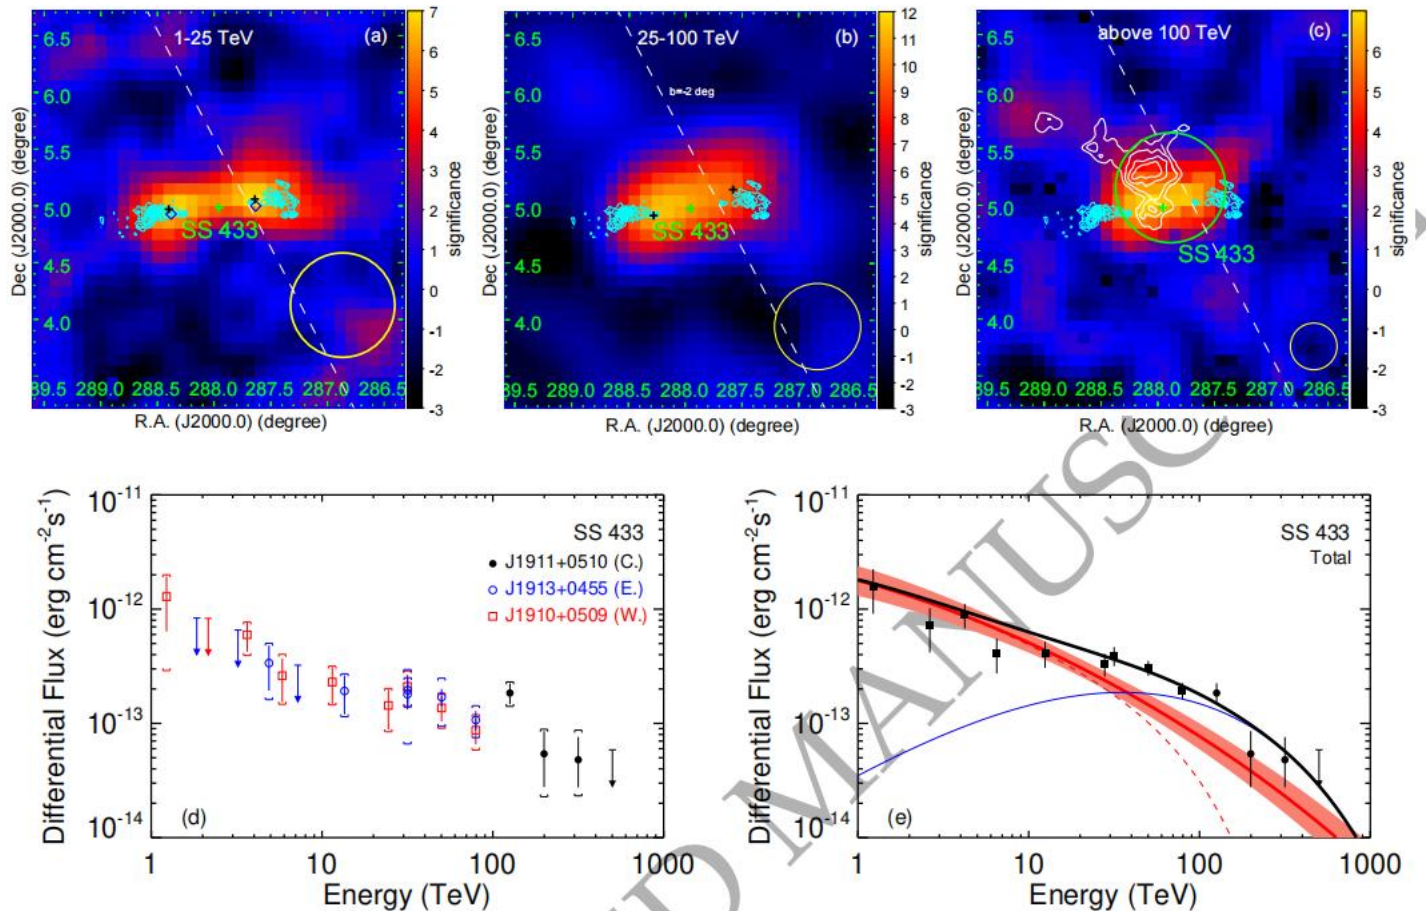 1-25 TeV
(a)
SS 433
Dec (J2000.0) (degree)
6.5
6.0
5.5
5.0
4.5
4.0
89.5 289.0 288.5 288.0 287.5 287.0 286.5
R.A. (J2000.0) (degree)
7
6
5
4
3
2
1
0
-1
-2
-3
significance
25-100 TeV
(b)
b=-2 deg
SS 433
Dec (J2000.0) (degree)
6.5
6.0
5.5
5.0
4.5
4.0
89.5 289.0 288.5 288.0 287.5 287.0 286.5
R.A. (J2000.0) (degree)
12
11
10
9
8
7
6
5
4
3
2
1
0
-1
-2
-3
significance
above 100 TeV
(c)
SS 433
Dec (J2000.0) (degree)
6.5
6.0
5.5
5.0
4.5
4.0
89.5 289.0 288.5 288.0 287.5 287.0 286.5
R.A. (J2000.0) (degree)
6
5
4
3
2
1
0
-1
-2
-3
significance
Differential Flux (erg cm-2s-1)
10-11
10-12
10-13
10-14
SS 433
J1911+0510 (C.)
J1913+0455 (E.)
J1910+0509 (W.)
(d)
1 10 100 1000
Energy (TeV)
Differential Flux (erg cm-2s-1)
10-11
10-12
10-13
10-14
SS 433
Total
(e)
1 10 100 1000
Energy (TeV)
D MANUSC